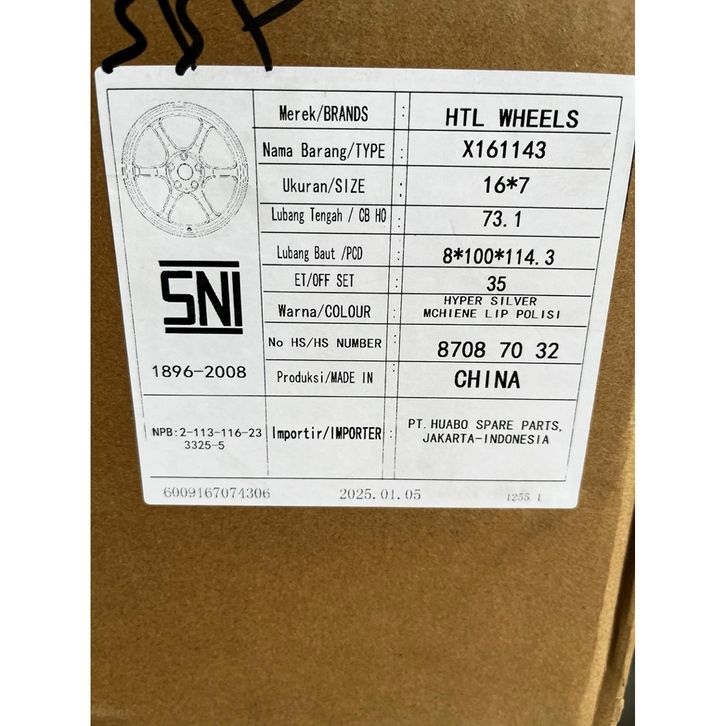 Merek/BRANDS : HTL WHEELS
Nama Barang/TYPE : X161143
Ukuran/SIZE : 16*7
Lubang Tengah / CB HO : 73.1
Lubang Baut /PCD : 8*100*114.3
ET/OFF SET : 35
Warna/COLOUR : HYPER SILVER
MCHIENE LIP POLISI
No HS/HS NUMBER : 8708 70 32
Produksi/MADE IN : CHINA
Importir/IMPORTER : PT. HUABO SPARE PARTS,
JAKARTA-INDONESIA
SNI
1896-2008
NPB:2-113-116-23
3325-5
6009167074306 2025.01.05 1255 1